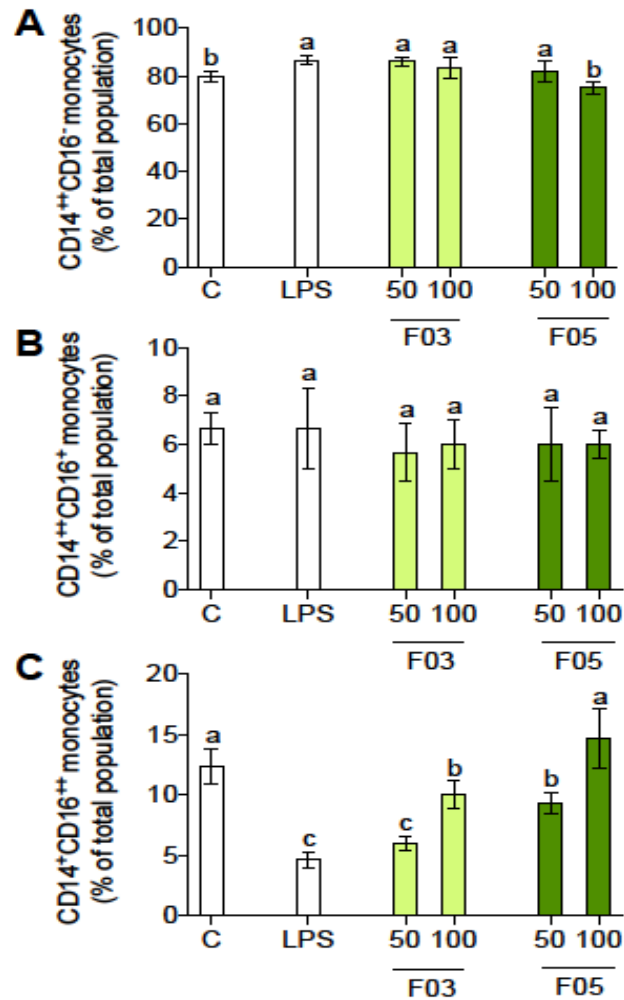 A
CD14⁺⁺CD16⁻ monocytes
(% of total population)
100
80
60
40
20
0
b
a
a
a
a
b
C
LPS
50 100
50 100
F03
F05
B
CD14⁺⁺CD16⁺ monocytes
(% of total population)
10
8
6
4
2
0
a
a
a
a
a
a
C
LPS
50 100
50 100
F03
F05
C
CD14⁺CD16⁺⁺ monocytes
(% of total population)
20
15
10
5
0
a
c
c
b
b
a
C
LPS
50 100
50 100
F03
F05